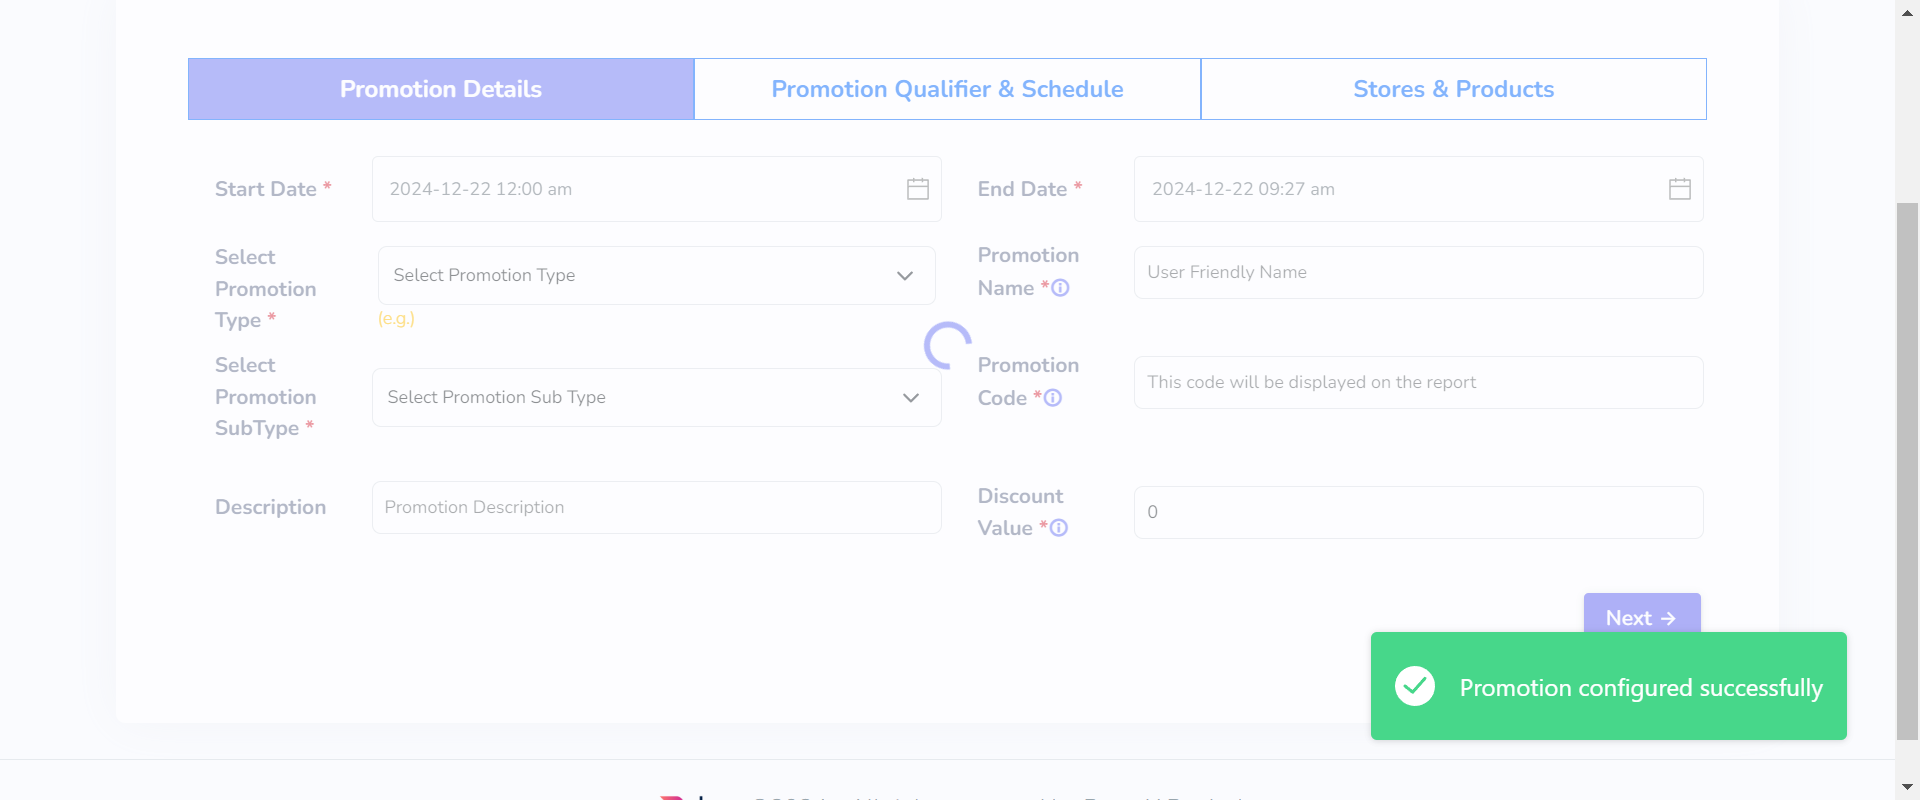 Promotion Details
Promotion Qualifier & Schedule
Stores & Products
Start Date *
2024-12-22 12:00 am
End Date *
2024-12-22 09:27 am
Select
Promotion
Type *
Select Promotion Type
(e.g.)
Promotion
Name *
User Friendly Name
Select
Promotion
SubType *
Select Promotion Sub Type
Promotion
Code *
This code will be displayed on the report
Description
Promotion Description
Discount
Value *
0
Next →
Promotion configured successfully